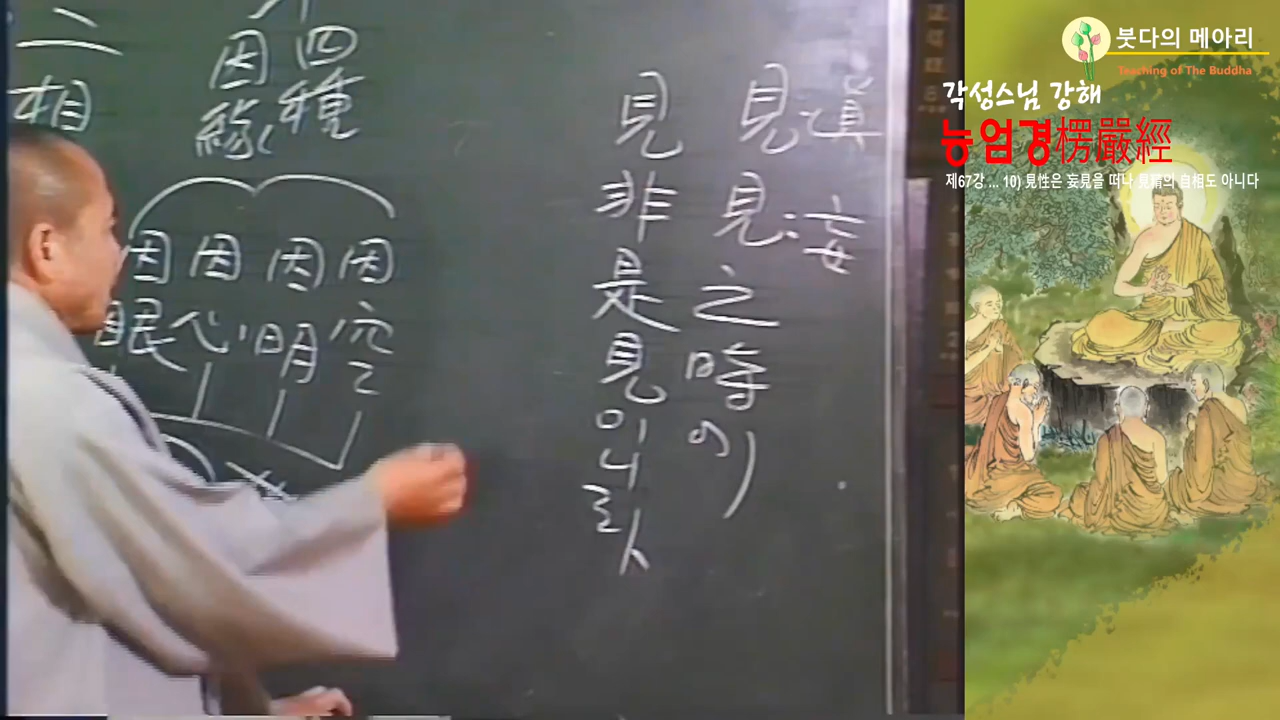 붓다의 메아리
Teaching of The Buddha
각성스님 강해
능엄경楞嚴經
제67강 ... 10) 見性은 妄見을 떠나 見精의 自相도 아니다
眞 妄
見見之時
見非是見이니라
四種
因緣
因空
因明
因心
因眼
二相